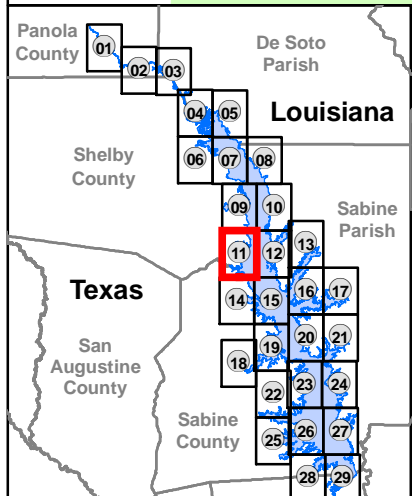 Panola
County
01
02
03
De Soto
Parish
04
05
Louisiana
Shelby
County
06
07
08
09
10
Sabine
Parish
11
12
13
Texas
14
15
16
17
San
Augustine
County
18
19
20
21
Sabine
County
22
23
24
25
26
27
28
29